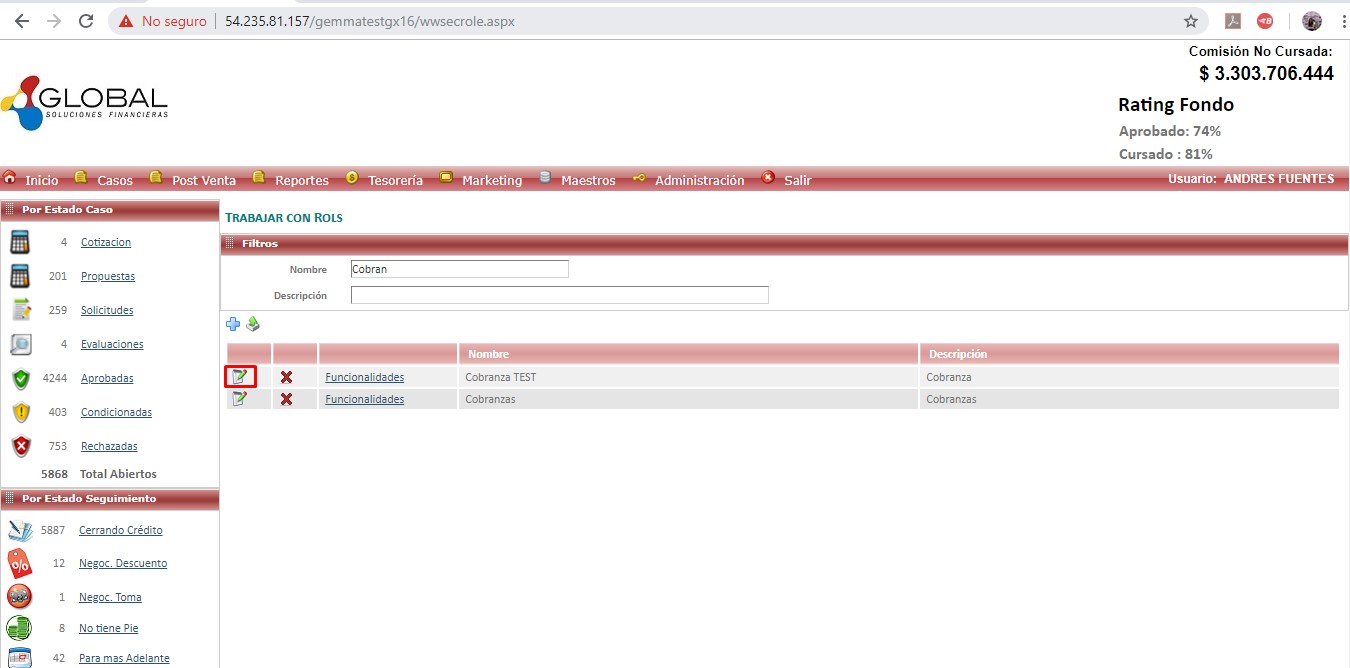 No seguro | 54.235.81.157/gemmatestgx16/wwsecrole.aspx
Comisión No Cursada:
$ 3.303.706.444
GLOBAL
SOLUCIONES FINANCIERAS
Rating Fondo
Aprobado: 74%
Cursado : 81%
Inicio Casos Post Venta Reportes Tesorería Marketing Maestros Administración Salir Usuario: ANDRES FUENTES
Por Estado Caso
4 Cotizacion
201 Propuestas
259 Solicitudes
4 Evaluaciones
4244 Aprobadas
403 Condicionadas
753 Rechazadas
5868 Total Abiertos
Por Estado Seguimiento
5887 Cerrando Crédito
12 Negoc. Descuento
1 Negoc. Toma
8 No tiene Pie
42 Para mas Adelante
TRABAJAR CON ROLS
Filtros
Nombre Cobran
Descripción
Nombre Descripción
Funcionalidades Cobranza TEST Cobranza
Funcionalidades Cobranzas Cobranzas